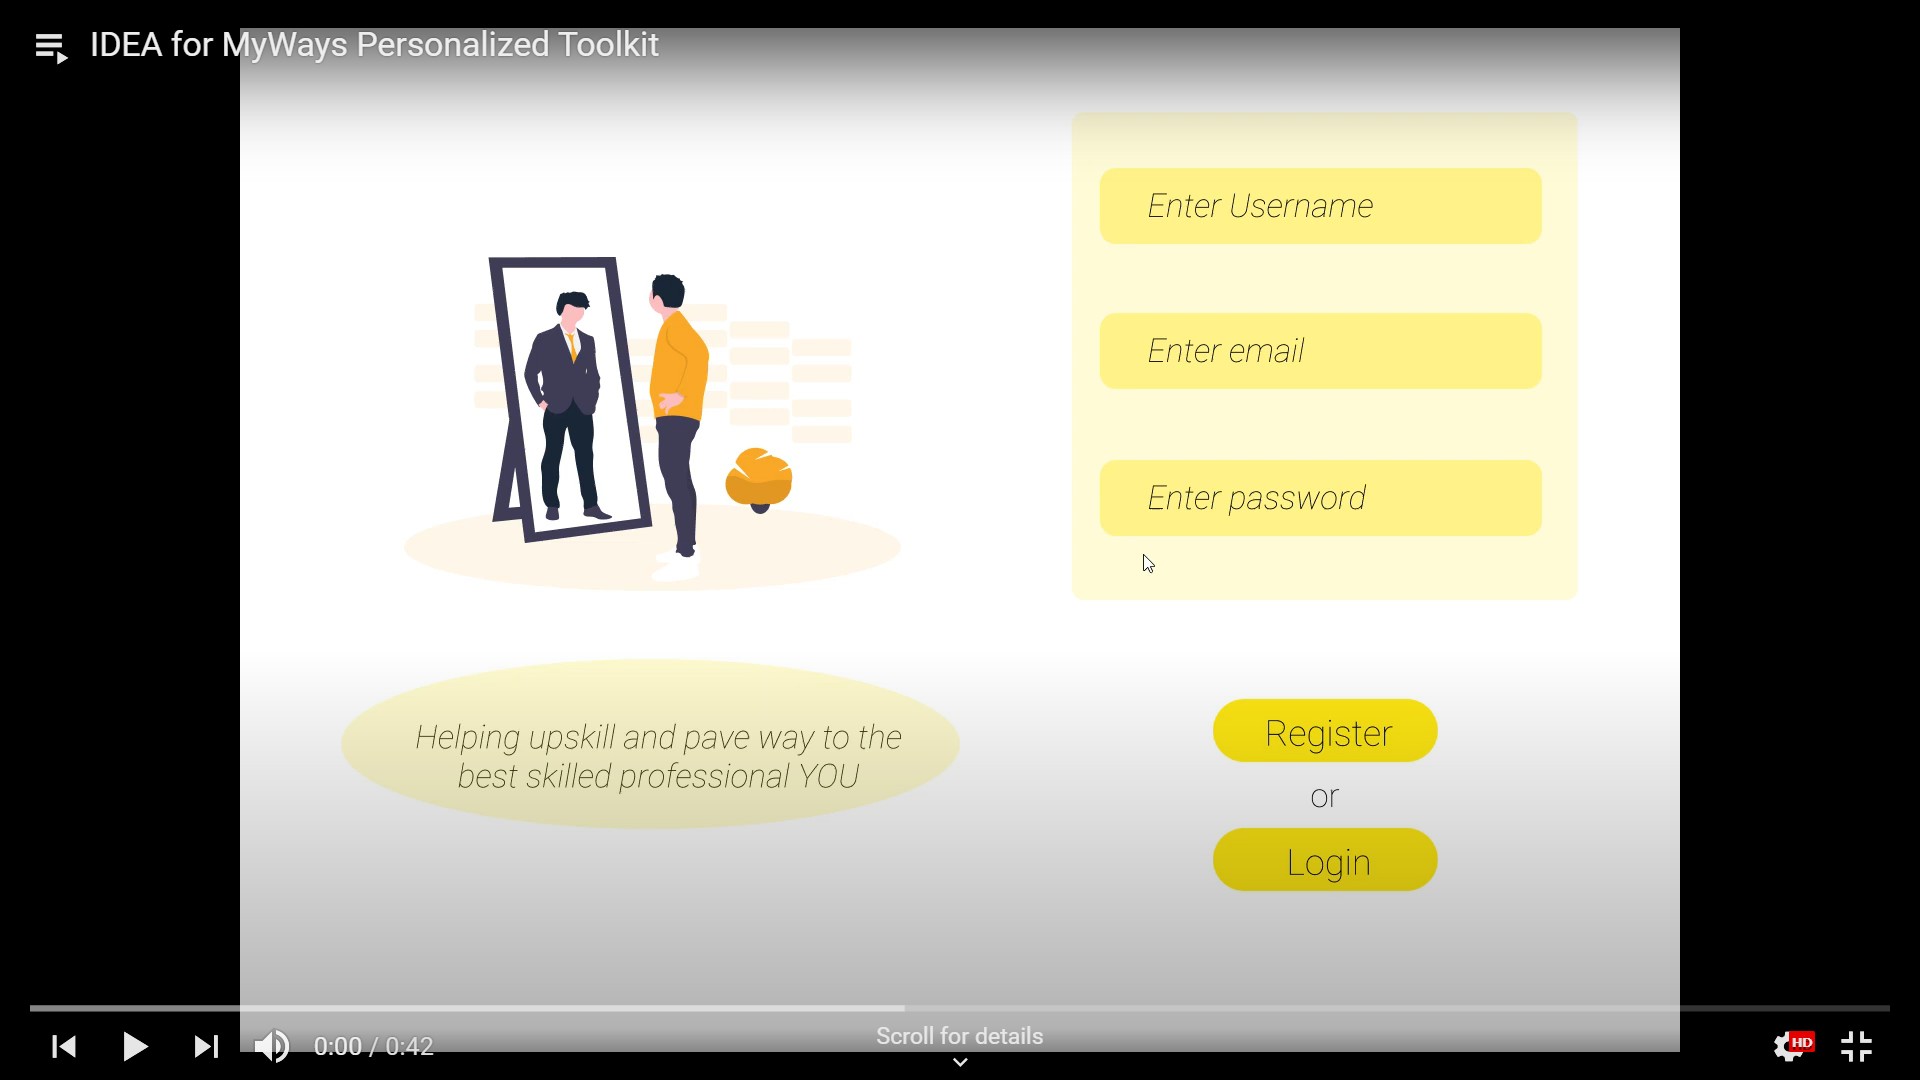 IDEA for MyWays Personalized Toolkit
Enter Username
Enter email
Enter password
Helping upskill and pave way to the
best skilled professional YOU
Register
or
Login
Scroll for details
0:00 / 0:42
HD